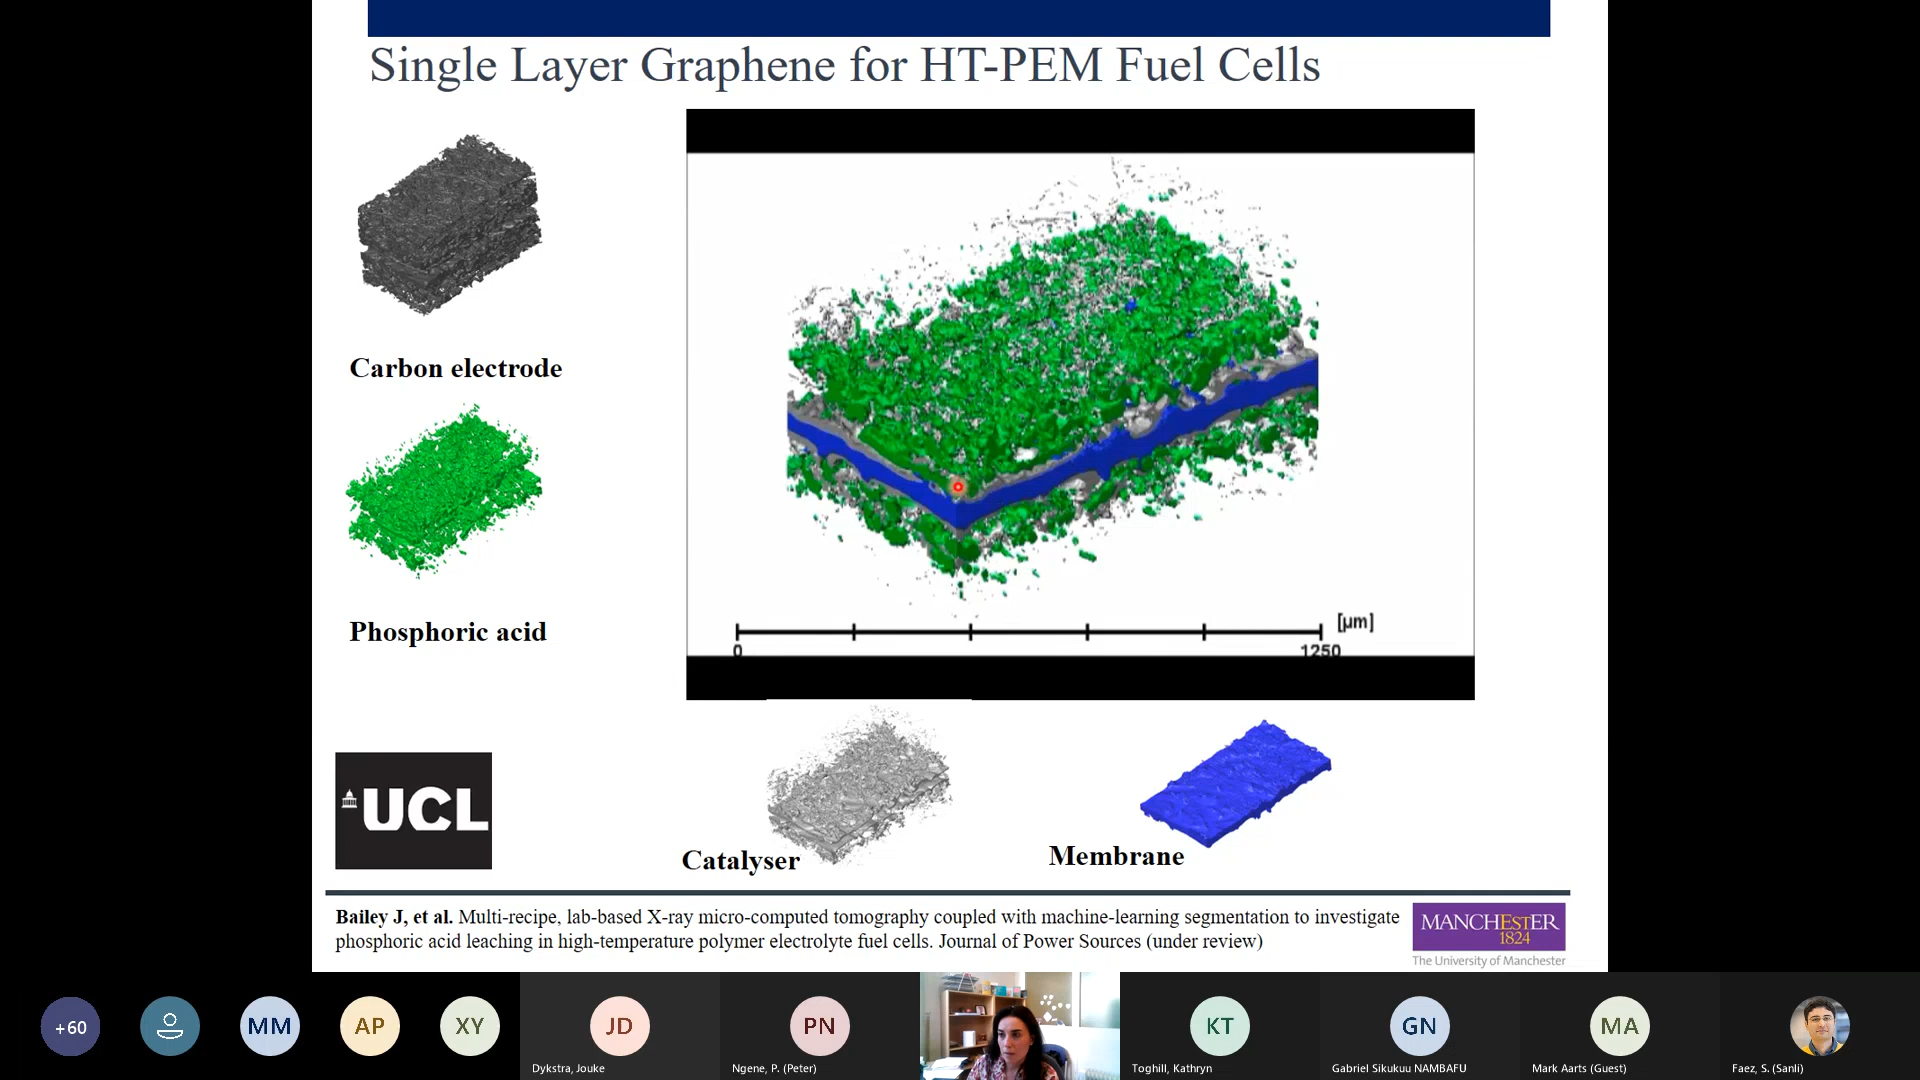 Single Layer Graphene for HT-PEM Fuel Cells
Carbon electrode
Phosphoric acid
[µm]
0
1250
Catalyser
Membrane
UCL
Bailey J, et al. Multi-recipe, lab-based X-ray micro-computed tomography coupled with machine-learning segmentation to investigate
phosphoric acid leaching in high-temperature polymer electrolyte fuel cells. Journal of Power Sources (under review)
MANCHESTER
1824
The University of Manchester
+60
MM
AP
XY
JD
PN
KT
GN
MA
Dykstra, Jouke
Ngene, P. (Peter)
Toghill, Kathryn
Gabriel Sikukuu NAMBAFU
Mark Aarts (Guest)
Faez, S. (Sanli)